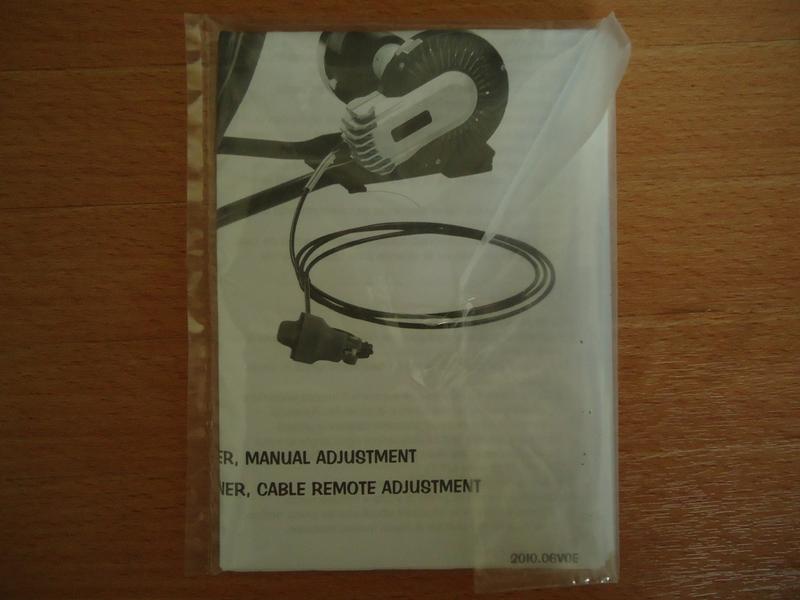 ER, MANUAL ADJUSTMENT
NER, CABLE REMOTE ADJUSTMENT
2010.06V0E